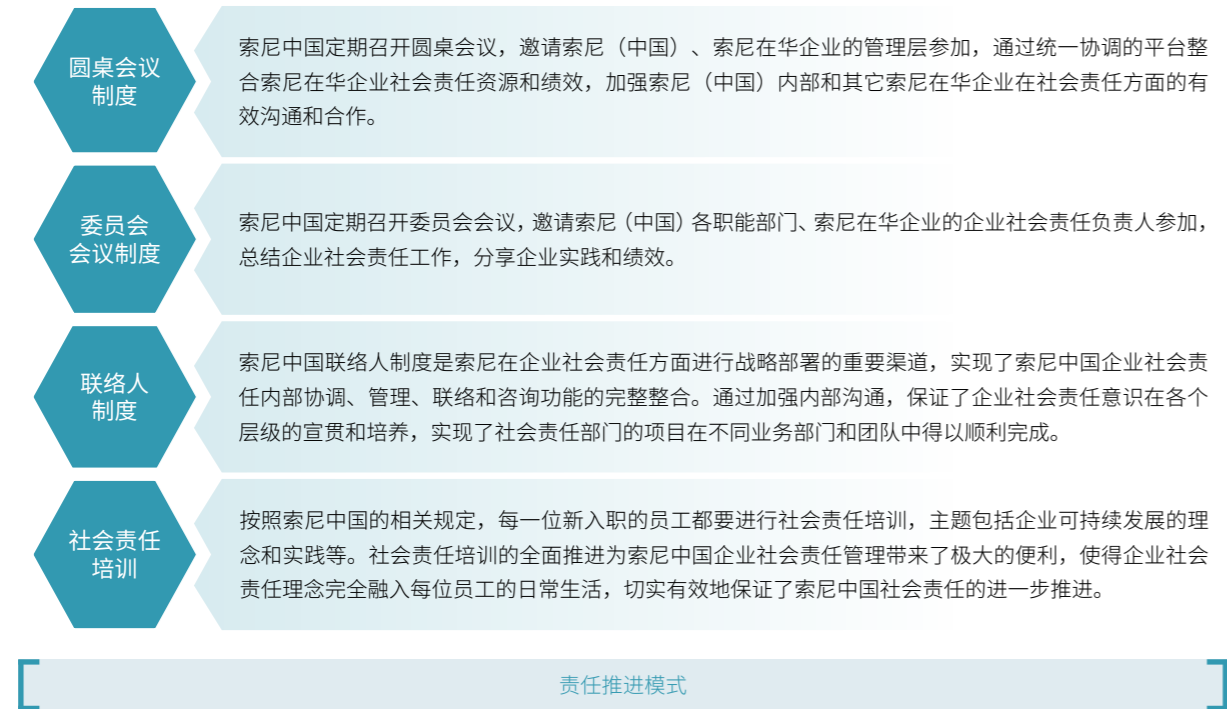 圆桌会议
制度
索尼中国定期召开圆桌会议，邀请索尼（中国）、索尼在华企业的管理层参加，通过统一协调的平台整
合索尼在华企业社会责任资源和绩效，加强索尼（中国）内部和其它索尼在华企业在社会责任方面的有
效沟通和合作。
委员会
会议制度
索尼中国定期召开委员会会议，邀请索尼（中国）各职能部门、索尼在华企业的企业社会责任负责人参加，
总结企业社会责任工作，分享企业实践和绩效。
联络人
制度
索尼中国联络人制度是索尼在企业社会责任方面进行战略部署的重要渠道，实现了索尼中国企业社会责
任内部协调、管理、联络和咨询功能的完整整合。通过加强内部沟通，保证了企业社会责任意识在各个
层级的宣贯和培养，实现了社会责任部门的项目在不同业务部门和团队中得以顺利完成。
社会责任
培训
按照索尼中国的相关规定，每一位新入职的员工都要进行社会责任培训，主题包括企业可持续发展的理
念和实践等。社会责任培训的全面推进为索尼中国企业社会责任管理带来了极大的便利，使得企业社会
责任理念完全融入每位员工的日常生活，切实有效地保证了索尼中国社会责任的进一步推进。
责任推进模式